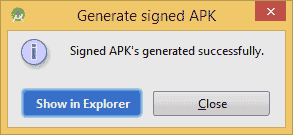 Generate signed APK
Signed APK's generated successfully.
Show in Explorer
Close